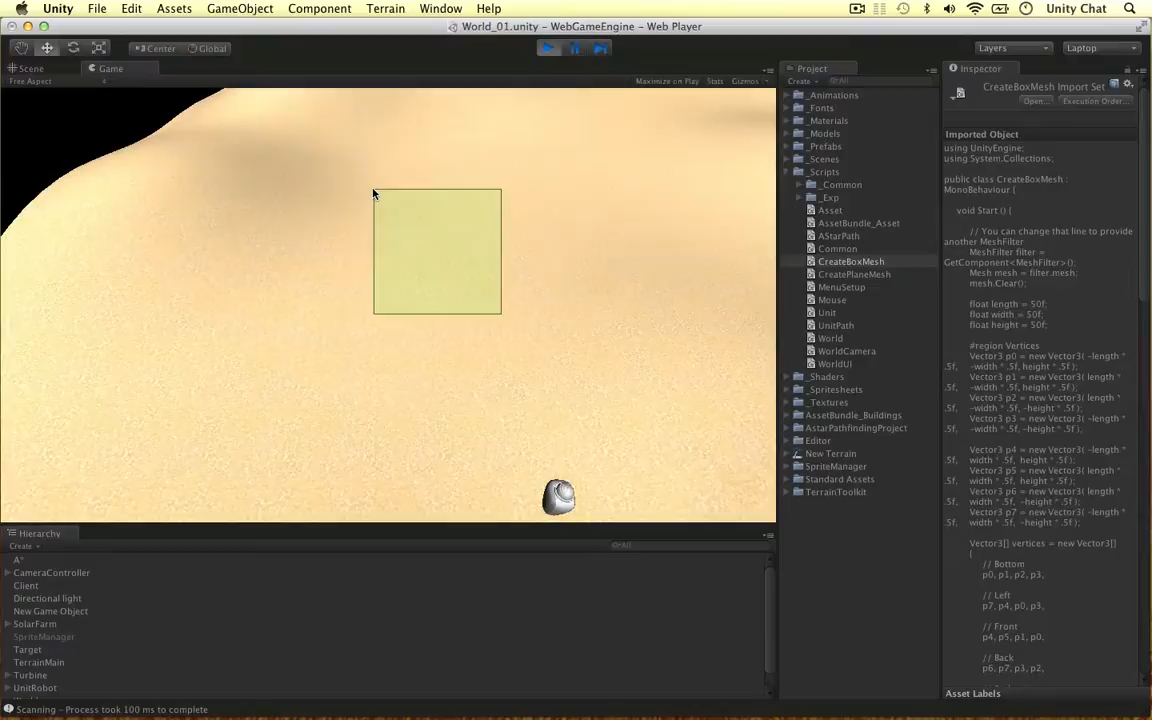 Unity File Edit Assets GameObject Component Terrain Window Help Unity Chat
World_01.unity - WebGameEngine - Web Player
Center Global Layers Laptop
Scene Game
Free Aspect Maximize on Play Stats Gizmos
Project
Create All
_Animations
_Fonts
_Materials
_Models
_Prefabs
_Scenes
_Scripts
_Common
_Exp
Asset
AssetBundle_Asset
AStarPath
Common
CreateBoxMesh
CreatePlaneMesh
MenuSetup
Mouse
Unit
UnitPath
World
WorldCamera
WorldUI
_Shaders
_Spritesheets
_Textures
AssetBundle_Buildings
AstarPathfindingProject
Editor
New Terrain
SpriteManager
Standard Assets
TerrainToolkit
Inspector
CreateBoxMesh Import Set
Open... Execution Order...
Imported Object
using UnityEngine;
using System.Collections;
public class CreateBoxMesh :
MonoBehaviour {
void Start () {
// You can change that line to provide
another MeshFilter
MeshFilter filter =
GetComponent<MeshFilter>();
Mesh mesh = filter.mesh;
mesh.Clear();
float length = 50f;
float width = 50f;
float height = 50f;
#region Vertices
Vector3 p0 = new Vector3( -length *
.5f, -width * .5f, height * .5f );
Vector3 p1 = new Vector3( length *
.5f, -width * .5f, height * .5f );
Vector3 p2 = new Vector3( length *
.5f, -width * .5f, -height * .5f );
Vector3 p3 = new Vector3( -length *
.5f, -width * .5f, -height * .5f );
Vector3 p4 = new Vector3( -length *
.5f, width * .5f, height * .5f );
Vector3 p5 = new Vector3( length *
.5f, width * .5f, height * .5f );
Vector3 p6 = new Vector3( length *
.5f, width * .5f, -height * .5f );
Vector3 p7 = new Vector3( -length *
.5f, width * .5f, -height * .5f );
Vector3[] vertices = new Vector3[]
{
// Bottom
p0, p1, p2, p3,
// Left
p7, p4, p0, p3,
// Front
p4, p5, p1, p0,
// Back
p6, p7, p3, p2,
Asset Labels
Hierarchy
Create All
A*
CameraController
Client
Directional light
New Game Object
SolarFarm
SpriteManager
Target
TerrainMain
Turbine
UnitRobot
Scanning - Process took 100 ms to complete